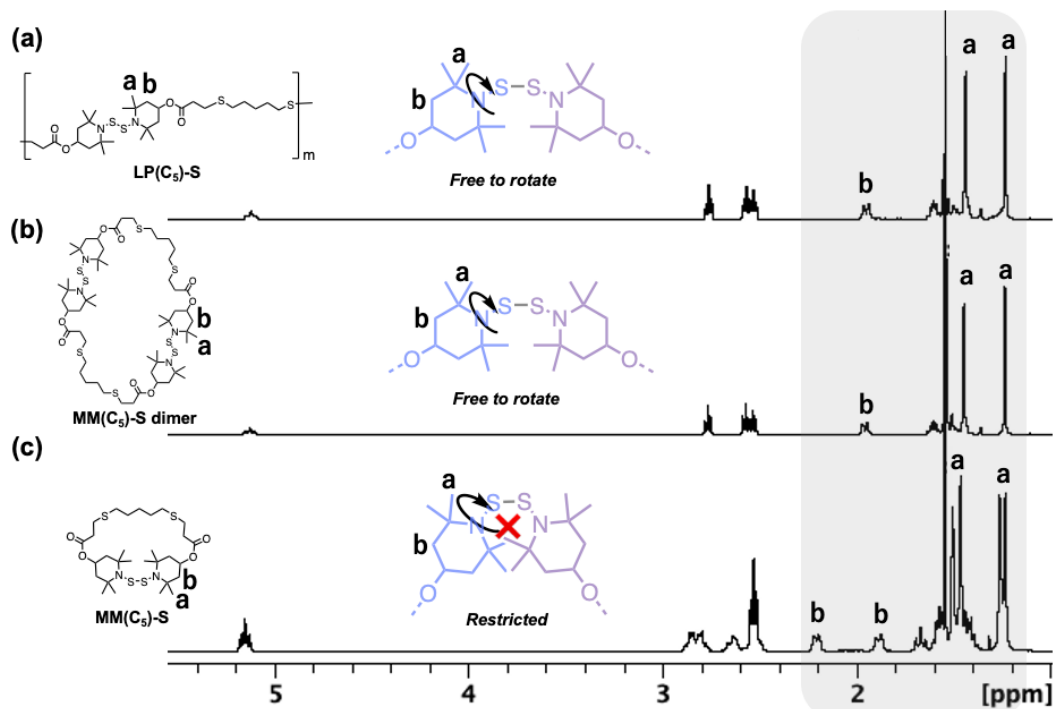 (a)
a b
N S S N
O O
O O
S S
m
LP(C₅)-S
a
b
N S S N
O O
Free to rotate
b
a
a
(b)
O O
O O
S S
N S S N
N S S N
O O
O O
S S
b
a
MM(C₅)-S dimer
a
b
N S S N
O O
Free to rotate
b
a
a
(c)
S S
O O
O O
N S S N
b
a
MM(C₅)-S
a
b
N S S N
O O
Restricted
b
b
a
a
5 4 3 2 [ppm]